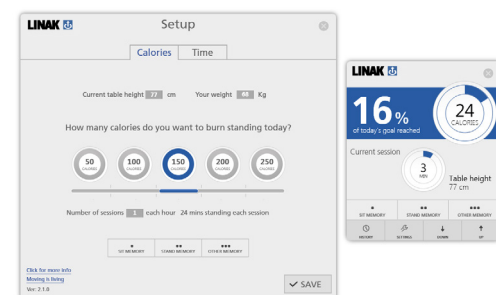 LINAK
Setup
Calories Time
Current table height 77 cm Your weight 68 Kg
How many calories do you want to burn standing today?
50 CALORIES
100 CALORIES
150 CALORIES
200 CALORIES
250 CALORIES
Number of sessions 1 each hour 24 mins standing each session
SIT MEMORY STAND MEMORY OTHER MEMORY
Click for more info
Moving is living
Ver: 2.1.0
SAVE
LINAK
16%
of today's goal reached
24
CALORIES
Current session
3
MIN
Table height
77 cm
SIT MEMORY STAND MEMORY OTHER MEMORY
HISTORY SETTINGS DOWN UP